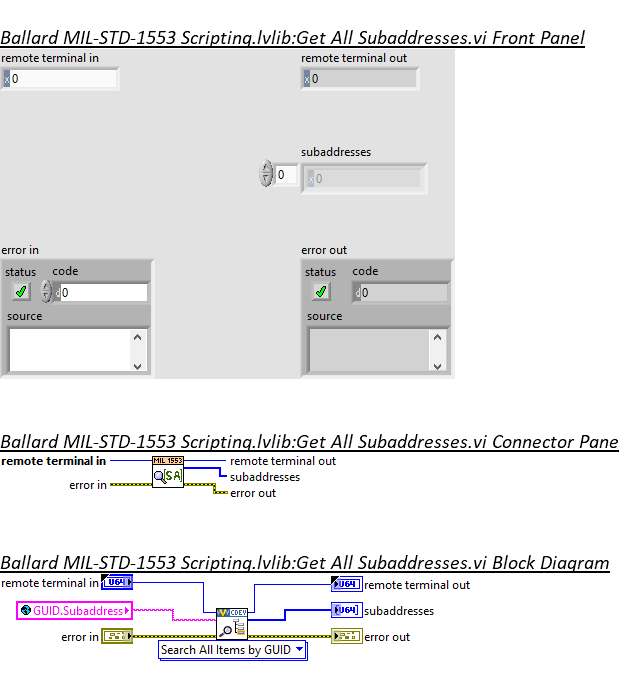 Ballard MIL-STD-1553 Scripting.lvlib:Get All Subaddresses.vi Front Panel
remote terminal in
remote terminal out
x 0
x 0
subaddresses
0
x 0
error in
error out
status code
status code
d 0
d 0
source
source
Ballard MIL-STD-1553 Scripting.lvlib:Get All Subaddresses.vi Connector Pane
remote terminal in
MIL 1553
remote terminal out
[SA]
subaddresses
error in
error out
Ballard MIL-STD-1553 Scripting.lvlib:Get All Subaddresses.vi Block Diagram
remote terminal in
U64
U64
remote terminal out
GUID.Subaddress
CDEV
[U64]
subaddresses
error in
error out
Search All Items by GUID